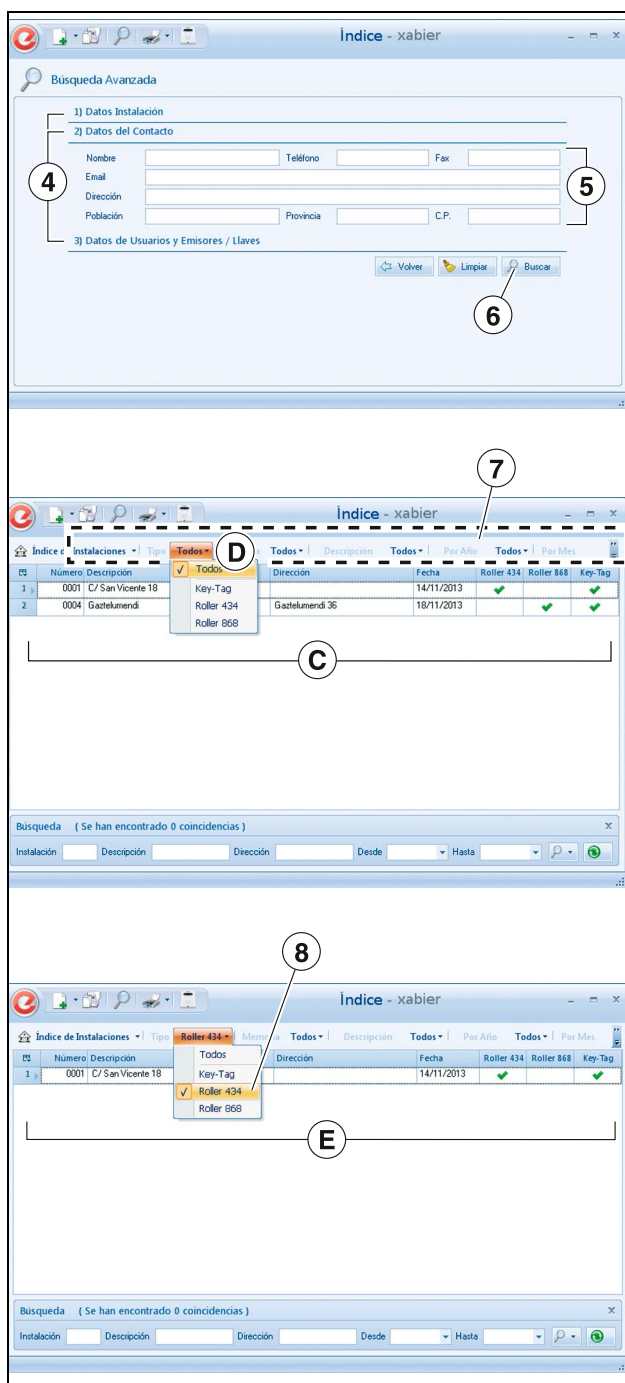 Índice - xabier
Búsqueda Avanzada
1) Datos Instalación
2) Datos del Contacto
Nombre Teléfono Fax
Email
Dirección
Población Provincia C.P.
4
5
3) Datos de Usuarios y Emisores / Llaves
Volver Limpiar Buscar
6
7
Índice - xabier
Índice de Instalaciones Tipo Todos D Todos Descripción Todos Por Año Todos Por Mes
Número Descripción Dirección Fecha Roller 434 Roller 868 Key-Tag
1 0001 C/ San Vicente 18 14/11/2013
2 0004 Gaztelumendi Gaztelumendi 36 18/11/2013
Todos
Key-Tag
Roller 434
Roller 868
C
Búsqueda ( Se han encontrado 0 coincidencias )
Instalación Descripción Dirección Desde Hasta
8
Índice - xabier
Índice de Instalaciones Tipo Roller 434 Memoria Todos Descripción Todos Por Año Todos Por Mes
Número Descripción Dirección Fecha Roller 434 Roller 868 Key-Tag
1 0001 C/ San Vicente 18 14/11/2013
Todos
Key-Tag
Roller 434
Roller 868
E
Búsqueda ( Se han encontrado 0 coincidencias )
Instalación Descripción Dirección Desde Hasta